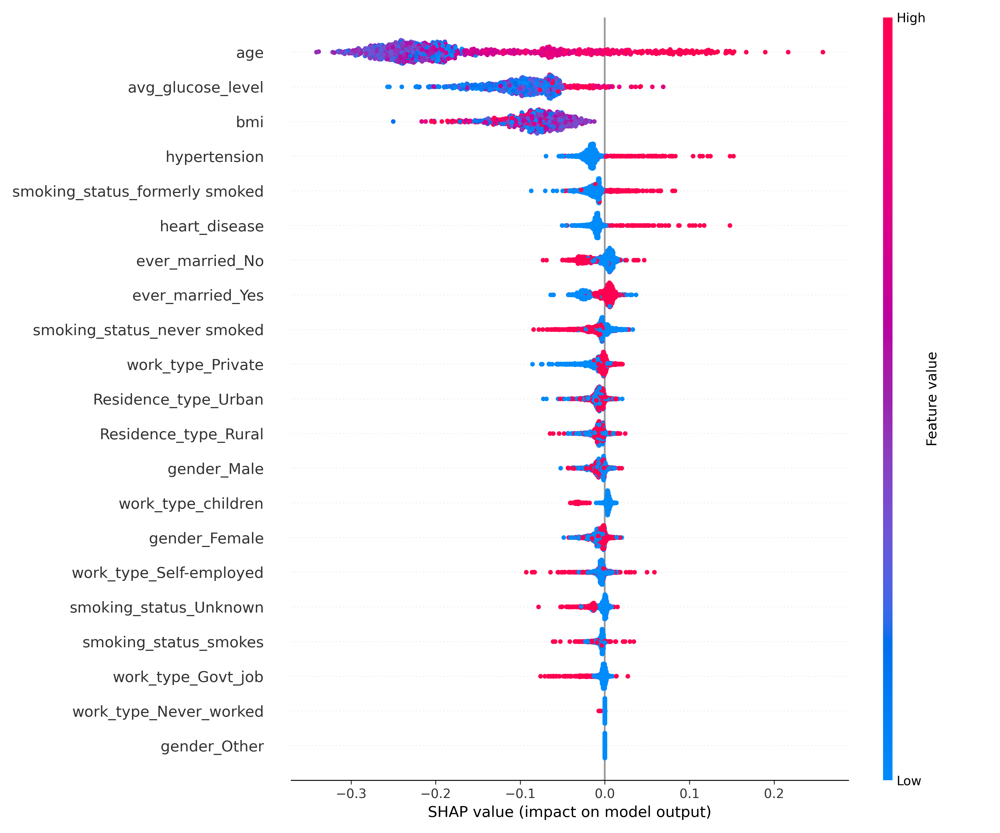 High
age
avg_glucose_level
bmi
hypertension
smoking_status_formerly smoked
heart_disease
ever_married_No
ever_married_Yes
smoking_status_never smoked
work_type_Private
Residence_type_Urban
Residence_type_Rural
gender_Male
work_type_children
gender_Female
work_type_Self-employed
smoking_status_Unknown
smoking_status_smokes
work_type_Govt_job
work_type_Never_worked
gender_Other
Feature value
Low
−0.3 −0.2 −0.1 0.0 0.1 0.2
SHAP value (impact on model output)